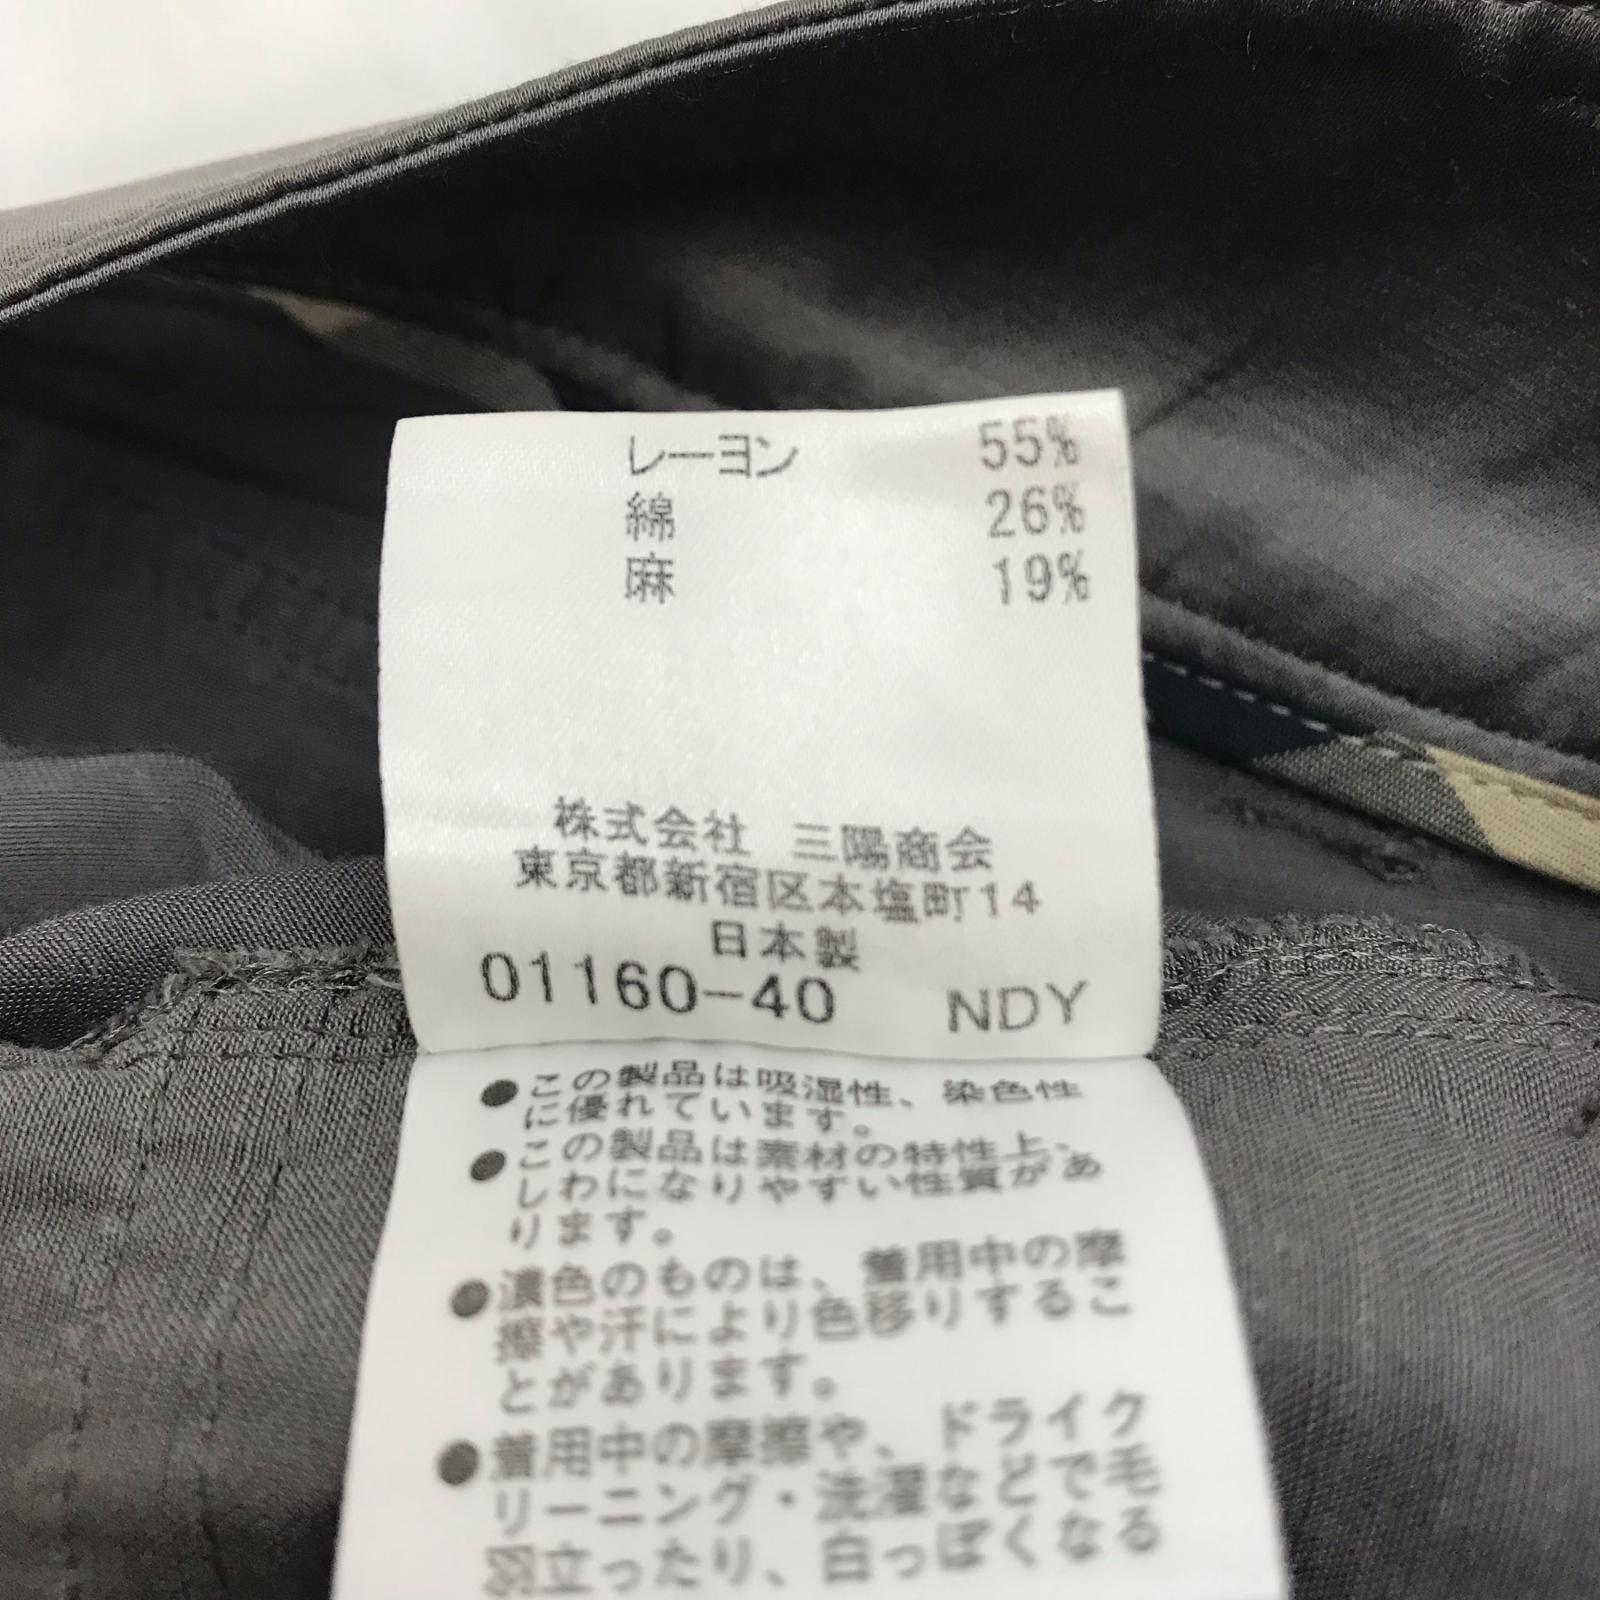 レーヨン 55%
綿 26%
麻 19%
株式会社 三陽商会
東京都新宿区本塩町14
日本製
01160-40 NDY
●この製品は吸湿性、染色性
に優れています。
●この製品は素材の特性上、
しわになりやすい性質があ
ります。
●濃色のものは、着用中の摩
擦や汗により色移りするこ
とがあります。
●着用中の摩擦や、ドライク
リーニング・洗濯などで毛
羽立ったり、白っぽくなる